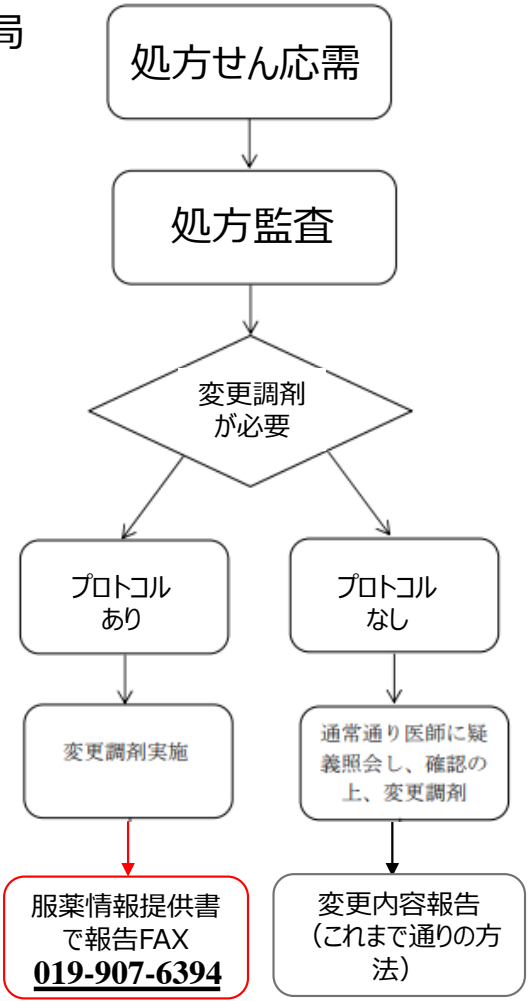 局
処方せん応需
処方監査
変更調剤
が必要
プロトコル
あり
プロトコル
なし
変更調剤実施
通常通り医師に疑
義照会し、確認の
上、変更調剤
服薬情報提供書
で報告FAX
019-907-6394
変更内容報告
（これまで通りの方
法）